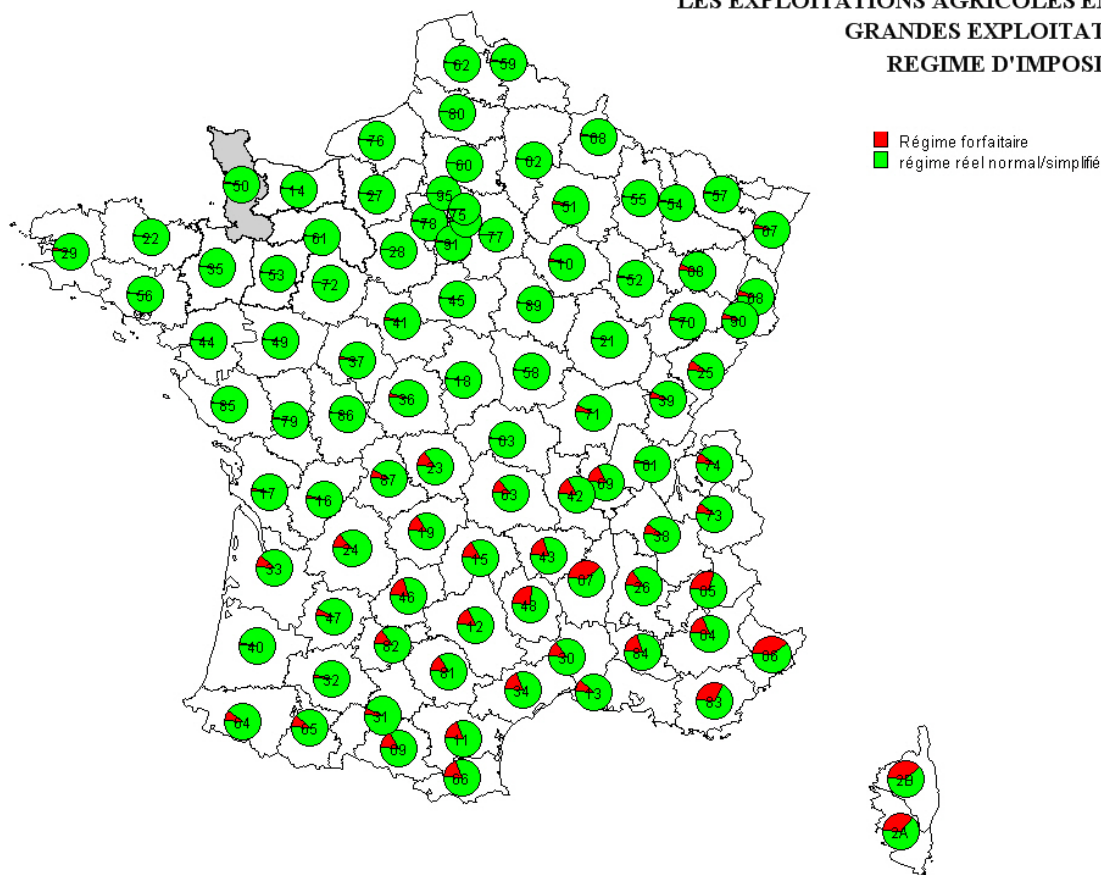 LES EXPLOITATIONS AGRICOLES E
GRANDES EXPLOITAT
REGIME D'IMPOSI
Régime forfaitaire
régime réel normal/simplifié
62 59
80
76 08
60 02
50 14 27 95 51 55 54 57
75
78 77 67
29 22 61 28 91
35 53 72 10 52 88 68
56 45 89
41 70 90
44 49 37 21
18 58 25
36 39
85 79 86 71
03
23 01 74
87 63 42 69
17 16
73
19 38
24 15 43
33 07 26 05
46 48
47 12 04
40 82 30 84 06
81
32 34 13 83
31
64 65
11
09
66
2B
2A